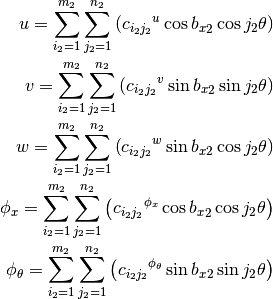 u = \sum_{i_2=1}^{m_2} \sum_{j_2=1}^{n_2} \left( c_{i_2 j_2}{}^{u} \cos b_{x2} \cos j_2 \theta \right)
v = \sum_{i_2=1}^{m_2} \sum_{j_2=1}^{n_2} \left( c_{i_2 j_2}{}^{v} \sin b_{x2} \sin j_2 \theta \right)
w = \sum_{i_2=1}^{m_2} \sum_{j_2=1}^{n_2} \left( c_{i_2 j_2}{}^{w} \sin b_{x2} \cos j_2 \theta \right)
\phi_x = \sum_{i_2=1}^{m_2} \sum_{j_2=1}^{n_2} \left( c_{i_2 j_2}{}^{\phi_x} \cos b_{x2} \cos j_2 \theta \right)
\phi_\theta = \sum_{i_2=1}^{m_2} \sum_{j_2=1}^{n_2} \left( c_{i_2 j_2}{}^{\phi_\theta} \sin b_{x2} \sin j_2 \theta \right)